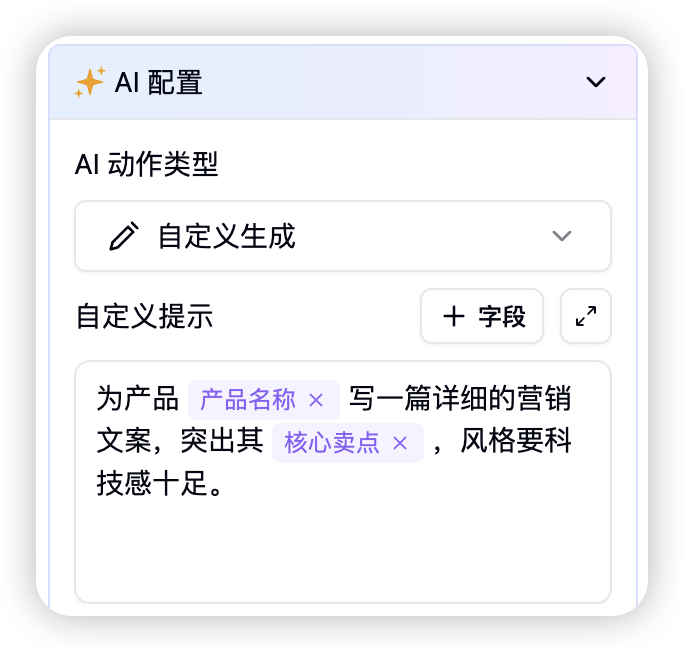 AI 配置
AI 动作类型
自定义生成
自定义提示
+ 字段
为产品 产品名称 × 写一篇详细的营销
文案，突出其 核心卖点 × ，风格要科
技感十足。